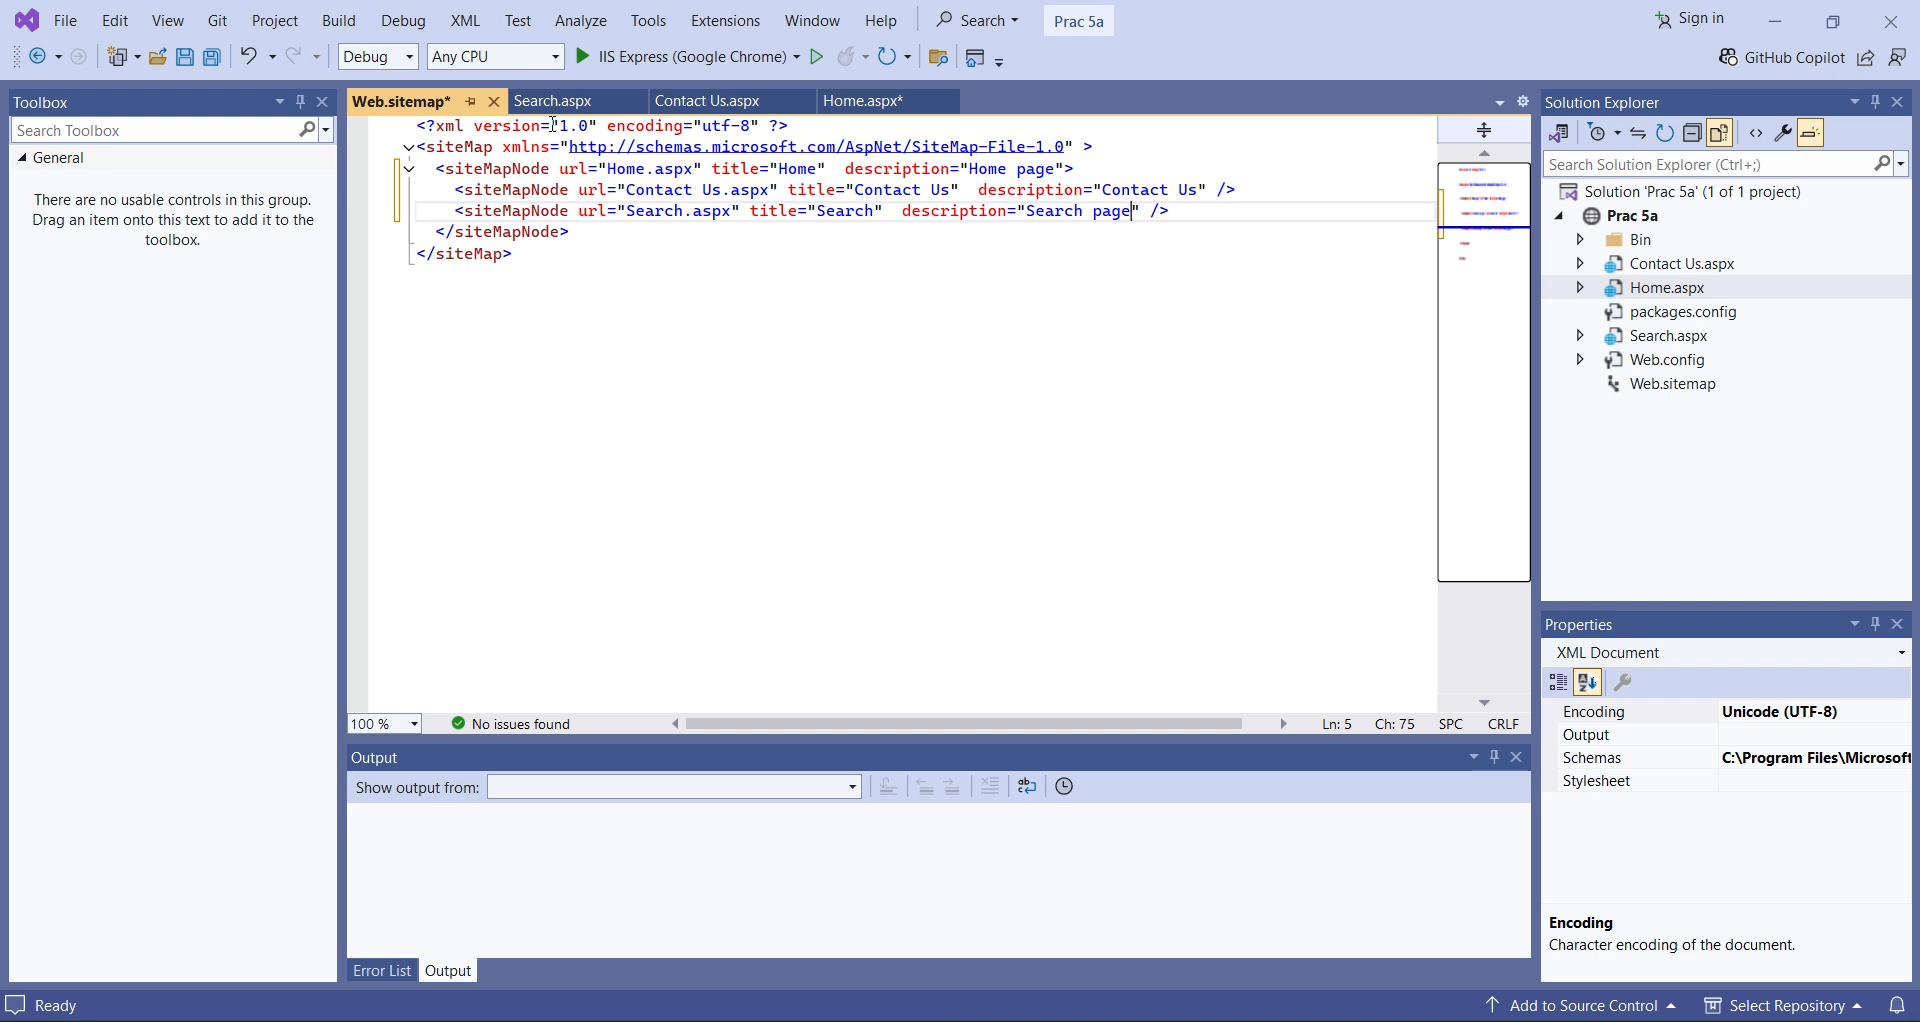 File Edit View Git Project Build Debug XML Test Analyze Tools Extensions Window Help Search Prac 5a Sign in
Debug Any CPU IIS Express (Google Chrome) GitHub Copilot
Toolbox
Search Toolbox
General
There are no usable controls in this group.
Drag an item onto this text to add it to the
toolbox.
Web.sitemap* Search.aspx Contact Us.aspx Home.aspx*
<?xml version="1.0" encoding="utf-8" ?>
<siteMap xmlns="http://schemas.microsoft.com/AspNet/SiteMap-File-1.0" >
<siteMapNode url="Home.aspx" title="Home"  description="Home page">
<siteMapNode url="Contact Us.aspx" title="Contact Us"  description="Contact Us" />
<siteMapNode url="Search.aspx" title="Search"  description="Search page" />
</siteMapNode>
</siteMap>
100 % No issues found Ln: 5 Ch: 75 SPC CRLF
Output
Show output from:
Error List Output
Solution Explorer
Search Solution Explorer (Ctrl+;)
Solution 'Prac 5a' (1 of 1 project)
Prac 5a
Bin
Contact Us.aspx
Home.aspx
packages.config
Search.aspx
Web.config
Web.sitemap
Properties
XML Document
Encoding Unicode (UTF-8)
Output
Schemas C:\Program Files\Microsoft
Stylesheet
Encoding
Character encoding of the document.
Ready Add to Source Control Select Repository